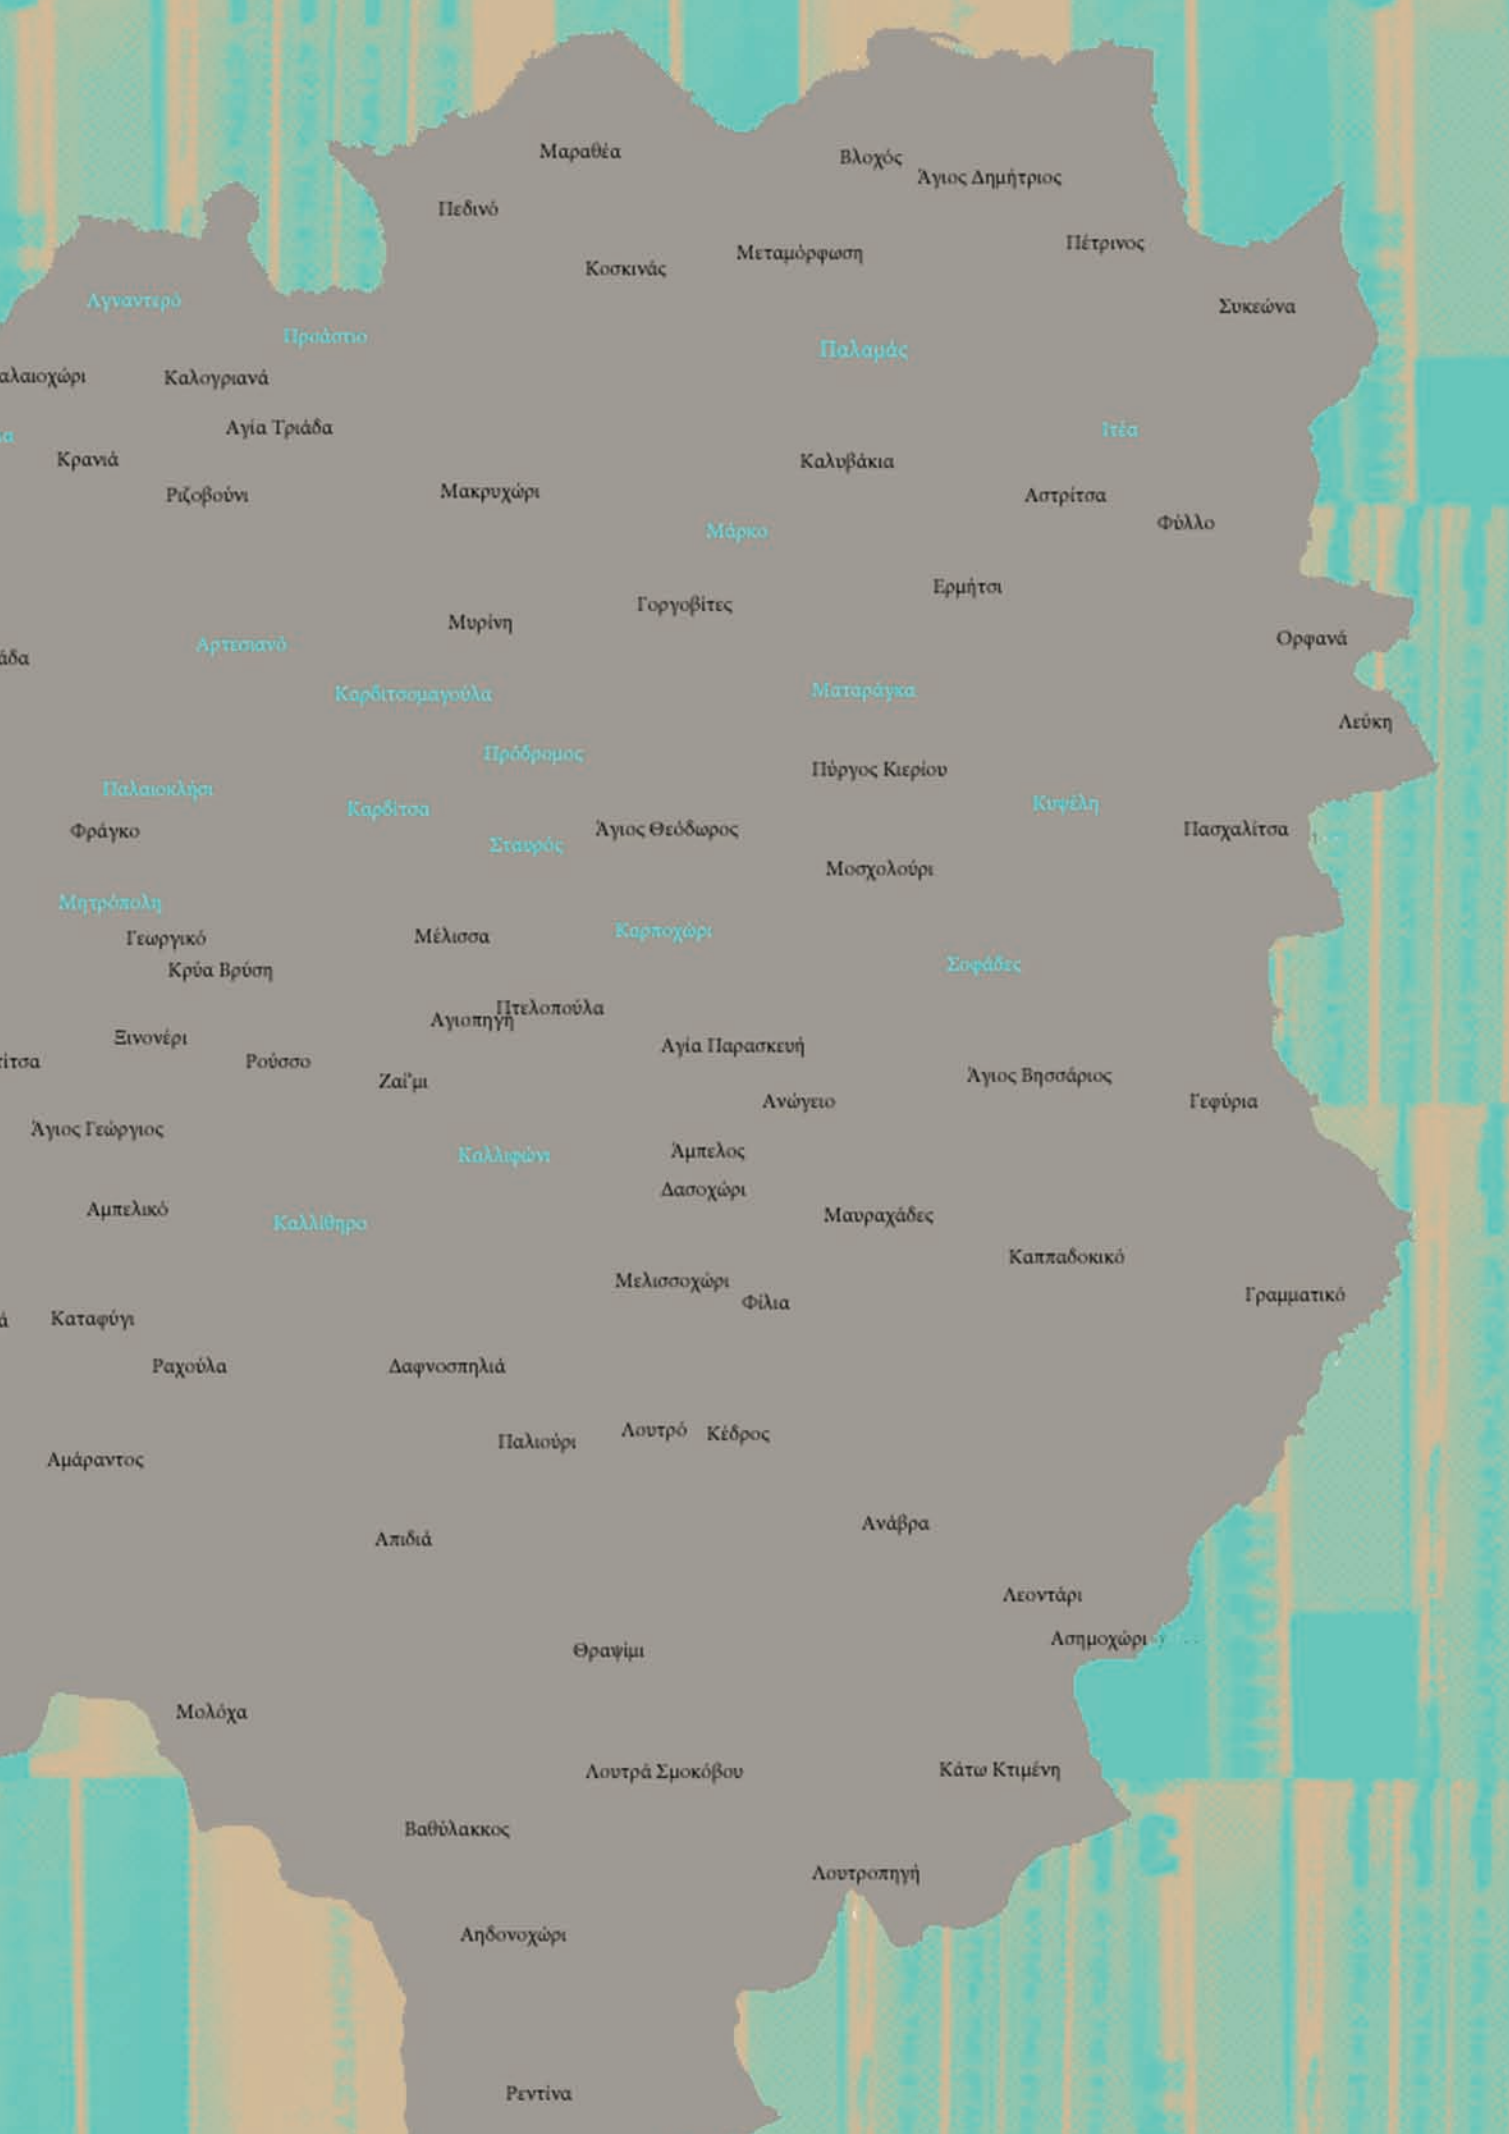 Μαραθέα
Βλοχός
Άγιος Δημήτριος
Πεδινό
Πέτρινος
Μεταμόρφωση
Κοσκινάς
Αγναντερό
Συκεώνα
Προάστιο
Παλαμάς
αλαιοχώρι
Καλογριανά
Αγία Τριάδα
Ιτέα
Κρανιά
Καλυβάκια
Ριζοβούνι
Μακρυχώρι
Αστρίτσα
Φύλλο
Μάρκο
Ερμήτσι
Γοργοβίτες
Μυρίνη
Ορφανά
Αρτεσιανό
άδα
Καρδιτσομαγούλα
Ματαράγκα
Λεύκη
Πρόδρομος
Πύργος Κιερίου
Παλαιοκλήσι
Καρδίτσα
Κυψέλη
Φράγκο
Άγιος Θεόδωρος
Πασχαλίτσα
Σταυρός
Μοσχολούρι
Μητρόπολη
Γεωργικό
Μέλισσα
Καρποχώρι
Κρύα Βρύση
Σοφάδες
Πτελοπούλα
Αγιοπηγή
Ξινονέρι
Αγία Παρασκευή
ίτσα
Ρούσσο
Ζαΐμι
Άγιος Βησσάριος
Ανώγειο
Γεφύρια
Άγιος Γεώργιος
Καλλιφώνι
Άμπελος
Δασοχώρι
Αμπελικό
Καλλίθηρο
Μαυραχάδες
Καππαδοκικό
Μελισσοχώρι
Φίλια
Γραμματικό
ά
Καταφύγι
Ραχούλα
Δαφνοσπηλιά
Λουτρό
Κέδρος
Παλιούρι
Αμάραντος
Ανάβρα
Απιδιά
Λεοντάρι
Ασημοχώρι
Θραψίμι
Μολόχα
Λουτρά Σμοκόβου
Κάτω Κτιμένη
Βαθύλακκος
Λουτροπηγή
Αηδονοχώρι
Ρεντίνα